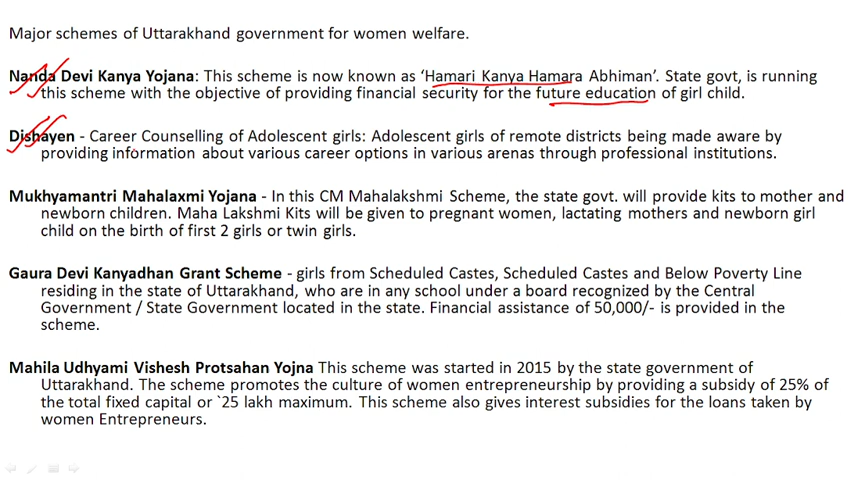 Major schemes of Uttarakhand government for women welfare.
Nanda Devi Kanya Yojana: This scheme is now known as ‘Hamari Kanya Hamara Abhiman’. State govt, is running
this scheme with the objective of providing financial security for the future education of girl child.
Dishayen - Career Counselling of Adolescent girls: Adolescent girls of remote districts being made aware by
providing information about various career options in various arenas through professional institutions.
Mukhyamantri Mahalaxmi Yojana - In this CM Mahalakshmi Scheme, the state govt. will provide kits to mother and
newborn children. Maha Lakshmi Kits will be given to pregnant women, lactating mothers and newborn girl
child on the birth of first 2 girls or twin girls.
Gaura Devi Kanyadhan Grant Scheme - girls from Scheduled Castes, Scheduled Castes and Below Poverty Line
residing in the state of Uttarakhand, who are in any school under a board recognized by the Central
Government / State Government located in the state. Financial assistance of 50,000/- is provided in the
scheme.
Mahila Udhyami Vishesh Protsahan Yojna This scheme was started in 2015 by the state government of
Uttarakhand. The scheme promotes the culture of women entrepreneurship by providing a subsidy of 25% of
the total fixed capital or `25 lakh maximum. This scheme also gives interest subsidies for the loans taken by
women Entrepreneurs.